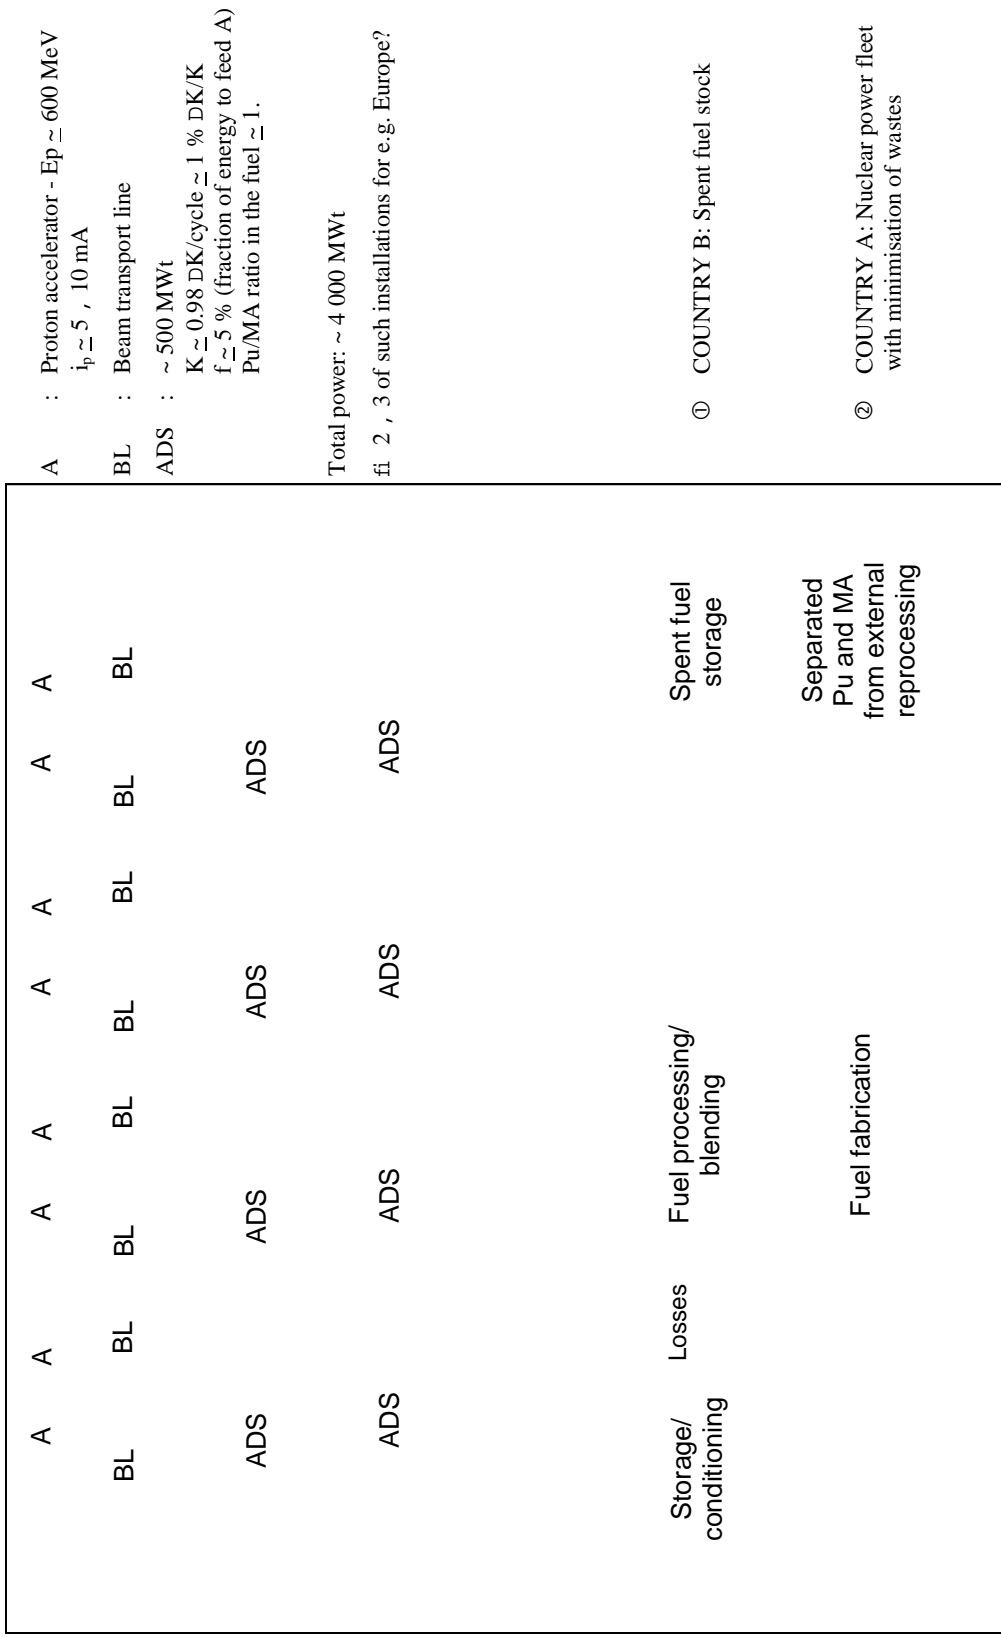 A A A A A A A A
BL BL BL BL BL BL BL BL
ADS ADS ADS ADS
ADS ADS ADS ADS
Storage/
conditioning
Losses
Fuel processing/
blending
Spent fuel
storage
Fuel fabrication
Separated
Pu and MA
from external
reprocessing
A : Proton accelerator - Ep ≃ 600 MeV
iₚ ≃ 5 , 10 mA
BL : Beam transport line
ADS : ~ 500 MWt
K ≃ 0.98 DK/cycle ≃ 1 % DK/K
f ≃ 5 % (fraction of energy to feed A)
Pu/MA ratio in the fuel ≃ 1.
Total power: ~ 4 000 MWt
fi 2 , 3 of such installations for e.g. Europe?
① COUNTRY B: Spent fuel stock
② COUNTRY A: Nuclear power fleet
with minimisation of wastes